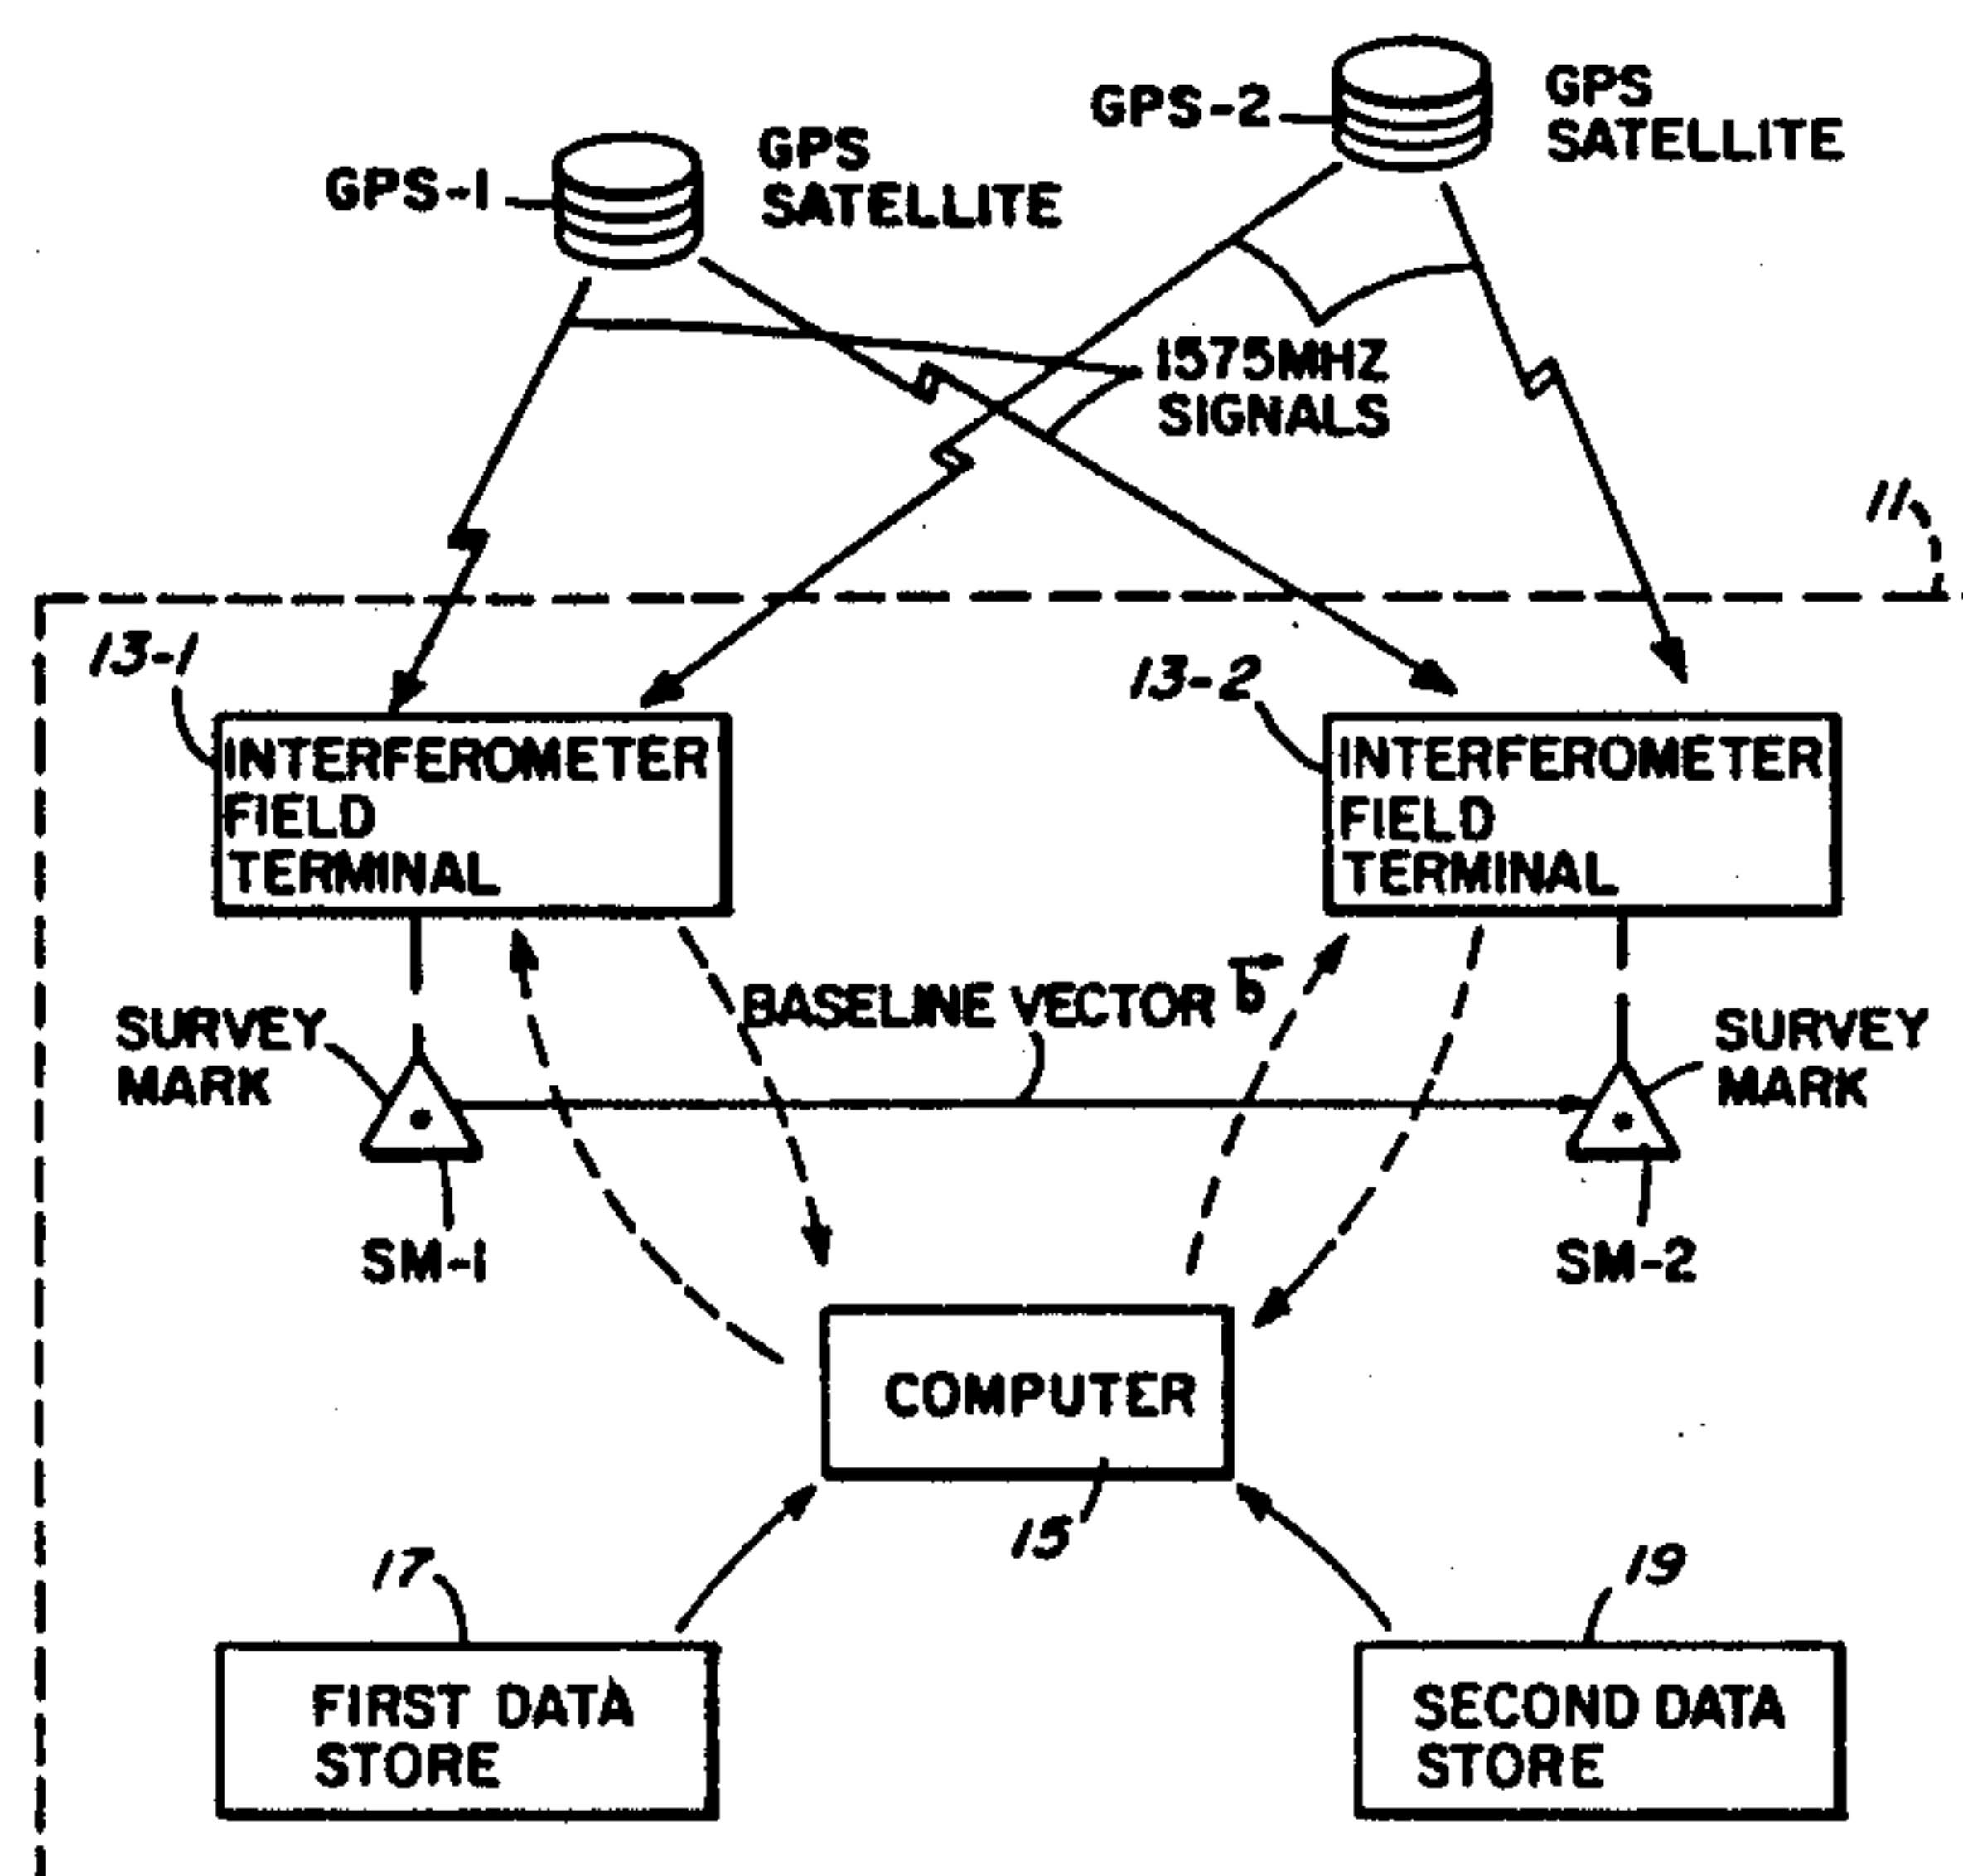 GPS-2
GPS
SATELLITE
GPS-1
GPS
SATELLITE
1575MHZ
SIGNALS
11
13-1
13-2
INTERFEROMETER
FIELD
TERMINAL
INTERFEROMETER
FIELD
TERMINAL
BASELINE VECTOR b
SURVEY
MARK
SURVEY
MARK
SM-1
SM-2
COMPUTER
15
17
19
FIRST DATA
STORE
SECOND DATA
STORE